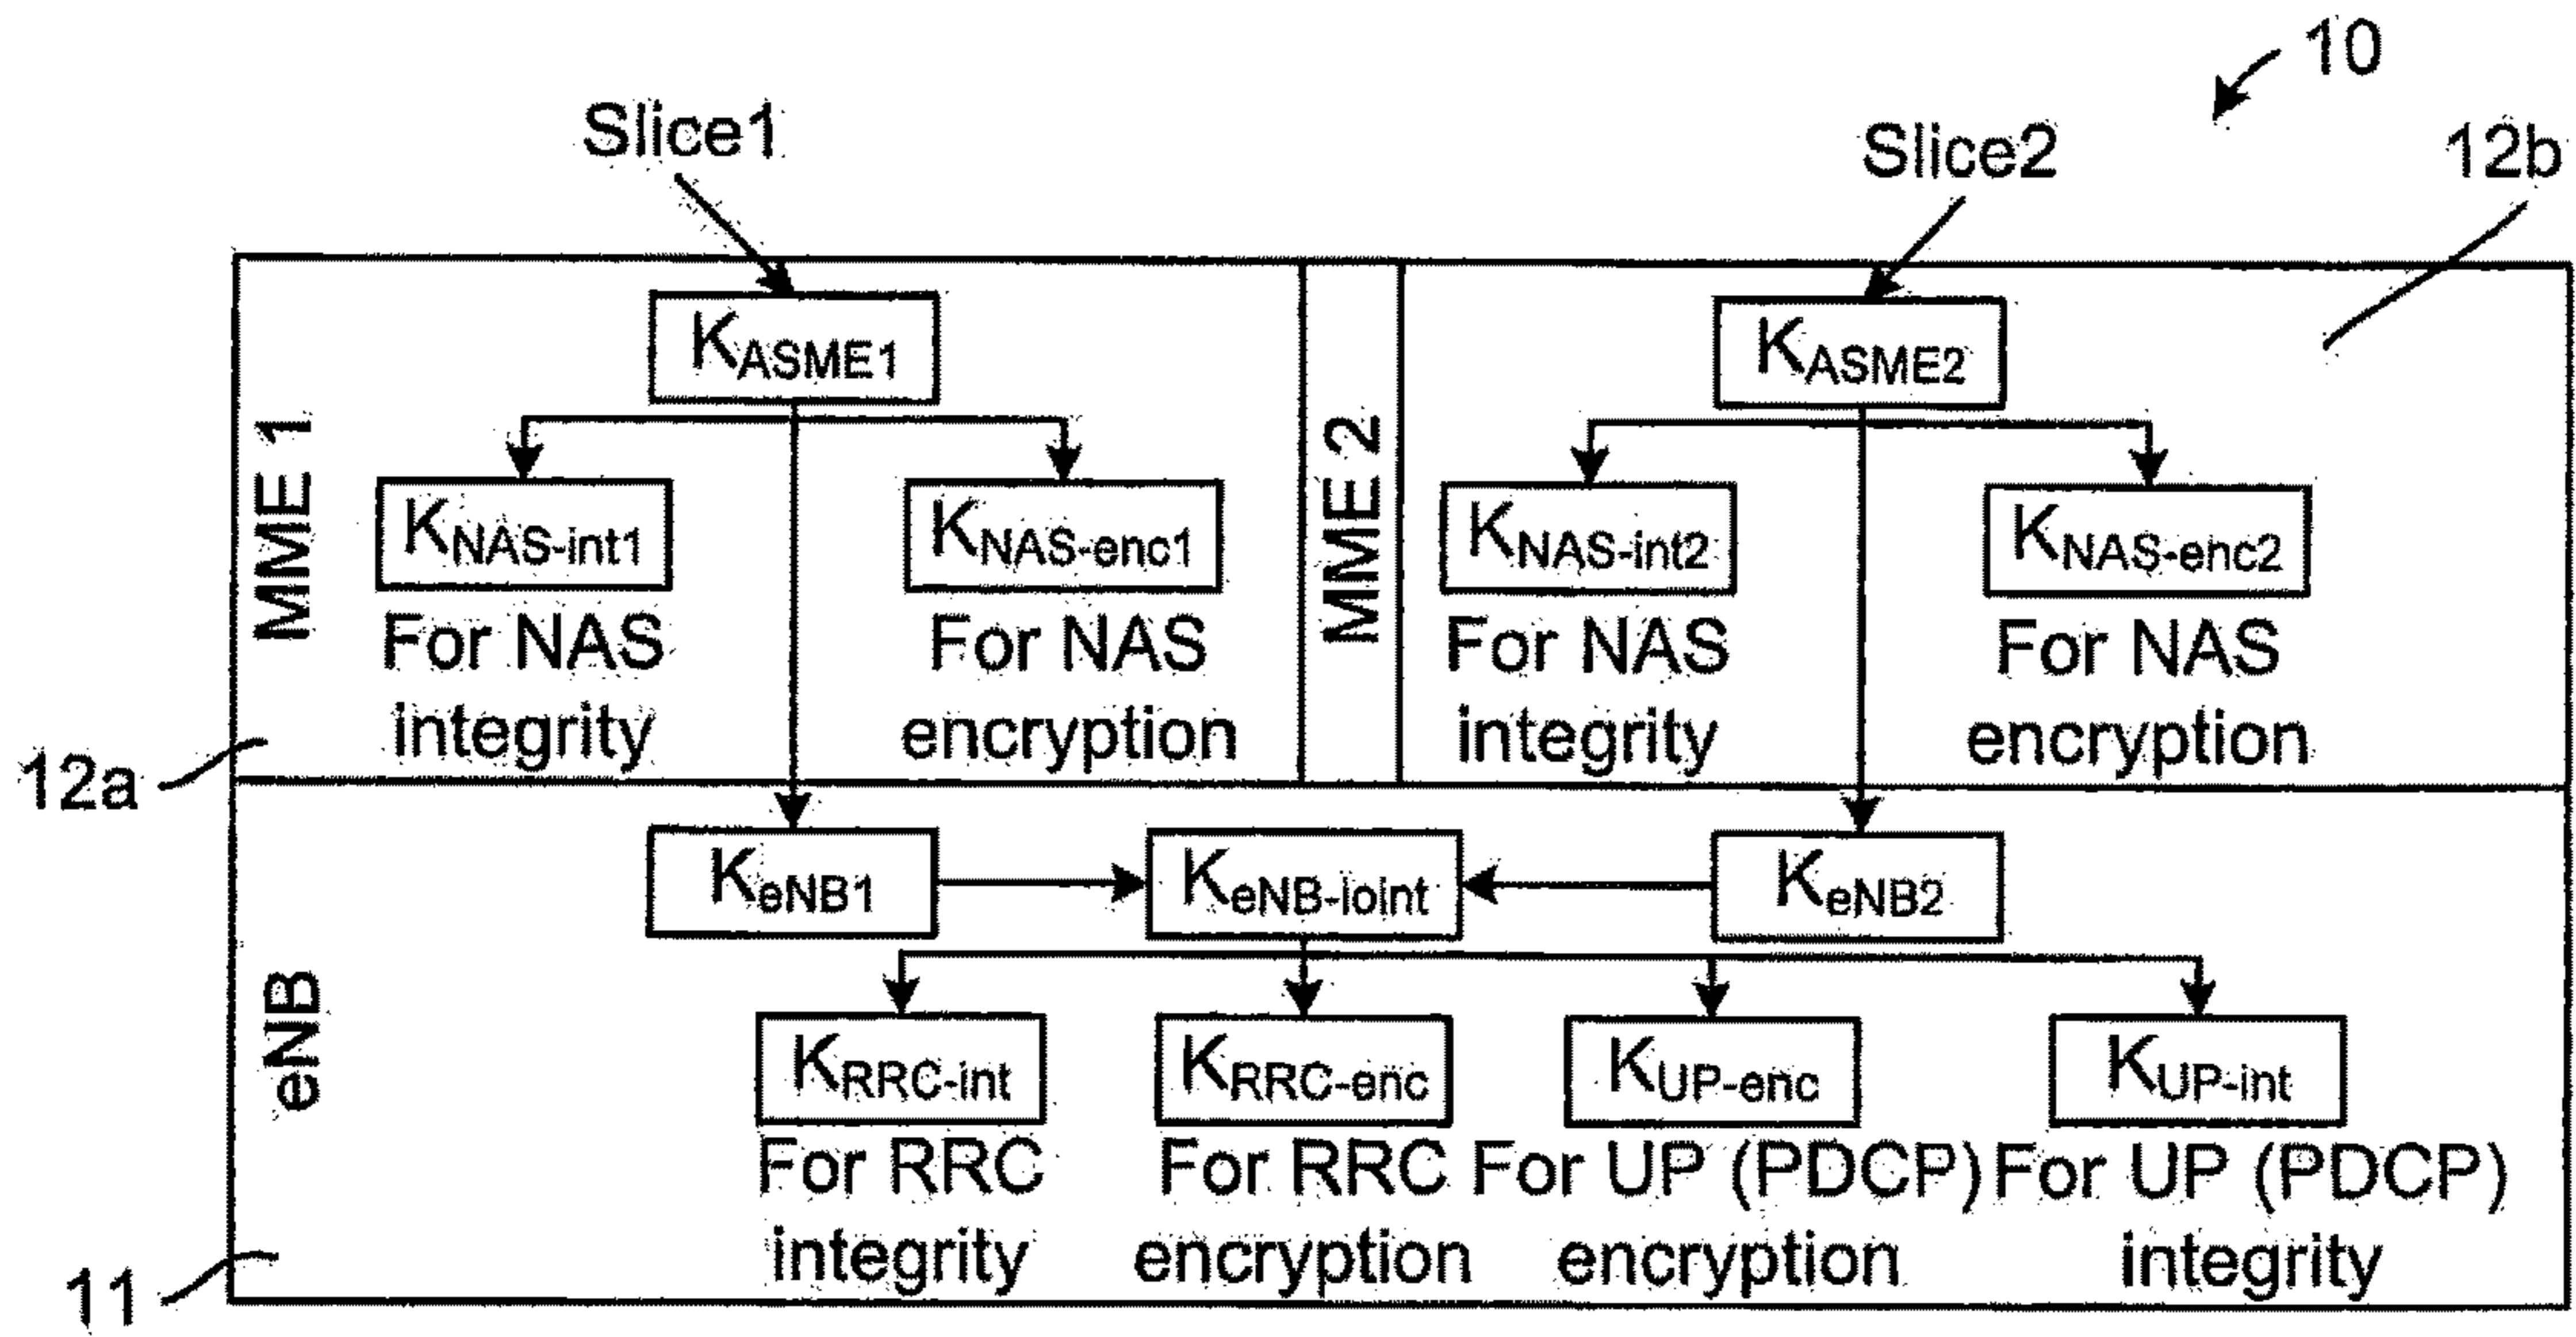 10
Slice1
Slice2
12b
KASME1
KASME2
MME 1
MME 2
KNAS-int1
KNAS-enc1
KNAS-int2
KNAS-enc2
For NAS
integrity
For NAS
encryption
For NAS
integrity
For NAS
encryption
12a
KeNB1
KeNB-ioint
KeNB2
eNB
KRRC-int
KRRC-enc
KUP-enc
KUP-int
For RRC
integrity
For RRC
encryption
For UP (PDCP)
encryption
For UP (PDCP)
integrity
11